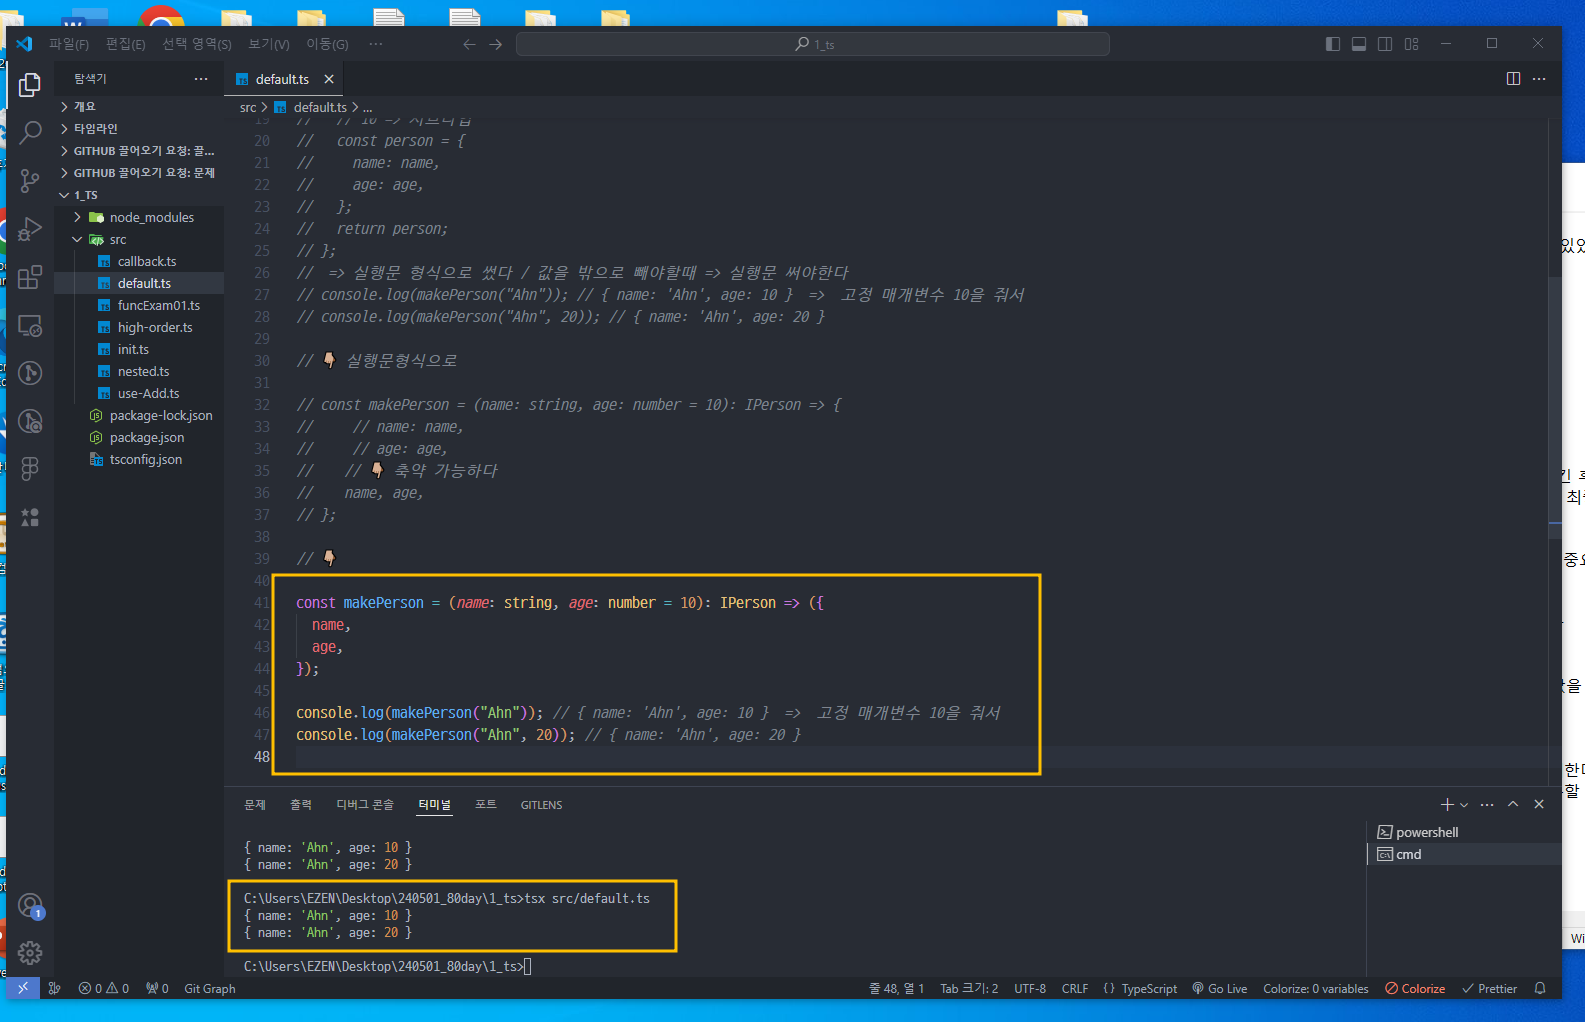 파일(F) 편집(E) 선택 영역(S) 보기(V) 이동(G) ··· 1_ts
탐색기 ···
default.ts
개요
타임라인
GITHUB 끌어오기 요청: 끌...
GITHUB 끌어오기 요청: 문제
1_TS
node_modules
src
callback.ts
default.ts
funcExam01.ts
high-order.ts
init.ts
nested.ts
use-Add.ts
package-lock.json
package.json
tsconfig.json
src > default.ts > ...
20 //   const person = {
21 //     name: name,
22 //     age: age,
23 //   };
24 //   return person;
25 // };
26 //  => 실행문 형식으로 썼다 / 값을 밖으로 빼야할때 => 실행문 써야한다
27 // console.log(makePerson("Ahn")); // { name: 'Ahn', age: 10 }  =>  고정 매개변수 10을 줘서
28 // console.log(makePerson("Ahn", 20)); // { name: 'Ahn', age: 20 }
29
30 // 👇 실행문형식으로
31
32 // const makePerson = (name: string, age: number = 10): IPerson => {
33 //     // name: name,
34 //     // age: age,
35 //    // 👇 축약 가능하다
36 //    name, age,
37 // };
38
39 // 👇
40
41 const makePerson = (name: string, age: number = 10): IPerson => ({
42   name,
43   age,
44 });
45
46 console.log(makePerson("Ahn")); // { name: 'Ahn', age: 10 }  =>  고정 매개변수 10을 줘서
47 console.log(makePerson("Ahn", 20)); // { name: 'Ahn', age: 20 }
48
문제 출력 디버그 콘솔 터미널 포트 GITLENS
{ name: 'Ahn', age: 10 }
{ name: 'Ahn', age: 20 }
C:\Users\EZEN\Desktop\240501_80day\1_ts>tsx src/default.ts
{ name: 'Ahn', age: 10 }
{ name: 'Ahn', age: 20 }
C:\Users\EZEN\Desktop\240501_80day\1_ts>
powershell
cmd
1
0 0 0 Git Graph 줄 48, 열 1 Tab 크기: 2 UTF-8 CRLF {} TypeScript Go Live Colorize: 0 variables Colorize Prettier